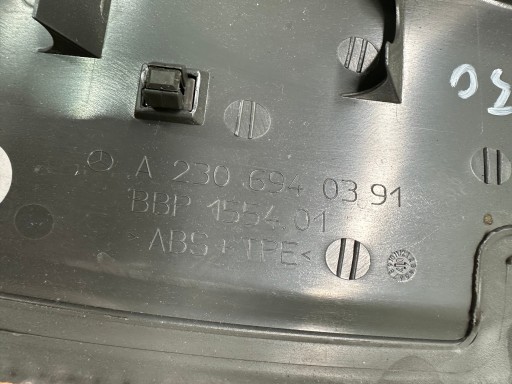 A 230 694 03 91
BBP 1554 01
>ABS + TPE<